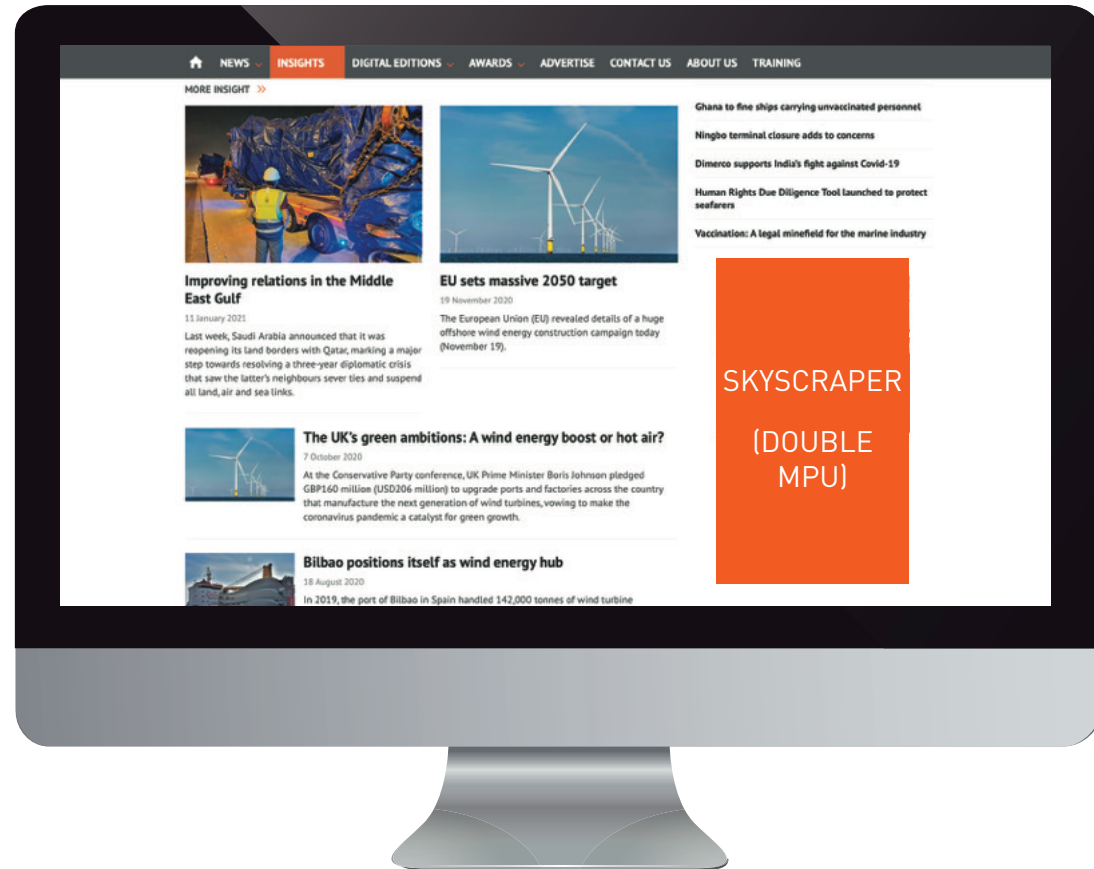 NEWS INSIGHTS DIGITAL EDITIONS AWARDS ADVERTISE CONTACT US ABOUT US TRAINING
MORE INSIGHT »
Improving relations in the Middle
East Gulf
11 January 2021
Last week, Saudi Arabia announced that it was
reopening its land borders with Qatar, marking a major
step towards resolving a three-year diplomatic crisis
that saw the latter's neighbours sever ties and suspend
all land, air and sea links.
EU sets massive 2050 target
19 November 2020
The European Union (EU) revealed details of a huge
offshore wind energy construction campaign today
(November 19).
The UK's green ambitions: A wind energy boost or hot air?
7 October 2020
At the Conservative Party conference, UK Prime Minister Boris Johnson pledged
GBP160 million (USD206 million) to upgrade ports and factories across the country
that manufacture the next generation of wind turbines, vowing to make the
coronavirus pandemic a catalyst for green growth.
Bilbao positions itself as wind energy hub
18 August 2020
In 2019, the port of Bilbao in Spain handled 142,000 tonnes of wind turbine
Ghana to fine ships carrying unvaccinated personnel
Ningbo terminal closure adds to concerns
Dimerco supports India's fight against Covid-19
Human Rights Due Diligence Tool launched to protect
seafarers
Vaccination: A legal minefield for the marine industry
SKYSCRAPER
(DOUBLE
MPU)